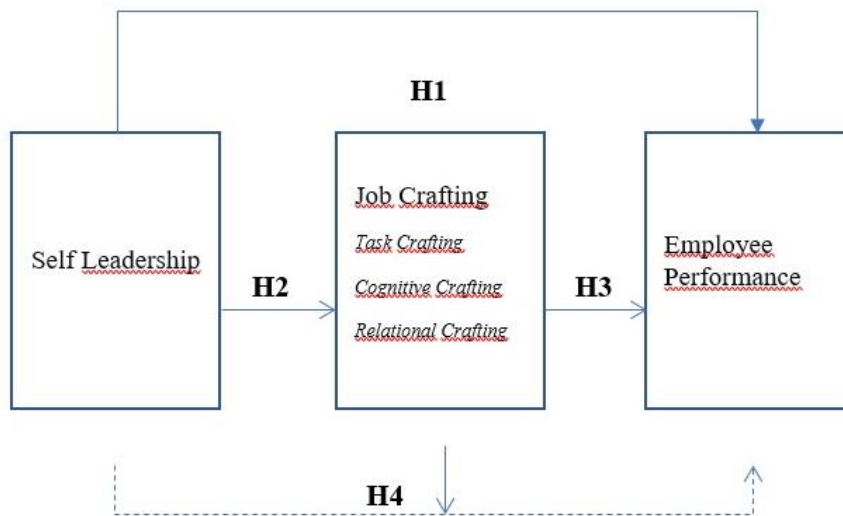 H1
Self Leadership
H2
Job Crafting
Task Crafting
Cognitive Crafting
Relational Crafting
H3
Employee
Performance
H4